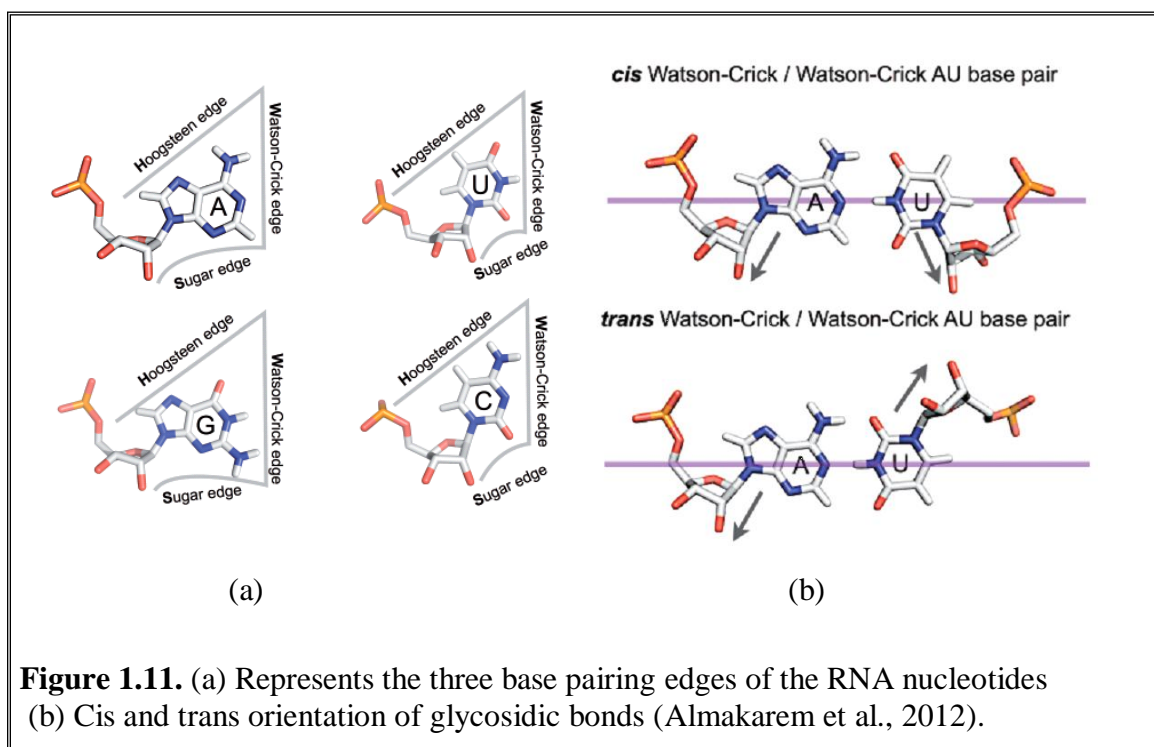 Hoogsteen edge
Watson-Crick edge
A
Sugar edge
Hoogsteen edge
Watson-Crick edge
U
Sugar edge
Hoogsteen edge
Watson-Crick edge
G
Sugar edge
Hoogsteen edge
Watson-Crick edge
C
Sugar edge
(a)
cis Watson-Crick / Watson-Crick AU base pair
A U
trans Watson-Crick / Watson-Crick AU base pair
A U
(b)
Figure 1.11. (a) Represents the three base pairing edges of the RNA nucleotides
(b) Cis and trans orientation of glycosidic bonds (Almakarem et al., 2012).